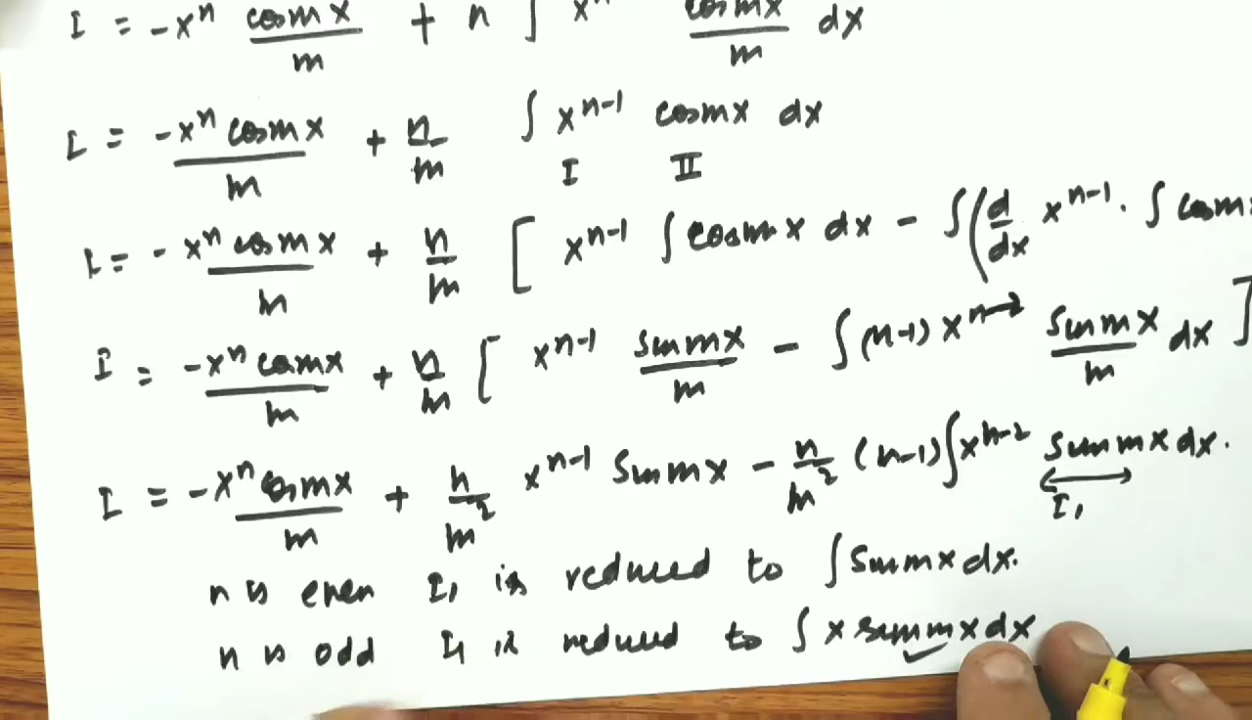 I = -xⁿ cosmx/m + n ∫ xⁿ cosmx/m dx
I = -xⁿ cosmx/m + n/m ∫ xⁿ⁻¹ cosmx dx
I II
I = - xⁿ cosmx/m + n/m [ xⁿ⁻¹ ∫ cosmx dx - ∫(d/dx xⁿ⁻¹. ∫ cosm
I = -xⁿ cosmx/m + n/m [ xⁿ⁻¹ sinmx/m - ∫(n-1) xⁿ⁻ sinmx/m dx ]
I = -xⁿ cosmx/m + n/m² xⁿ⁻¹ sinmx - n/m² (n-1)∫xⁿ⁻² sinmx dx.
I₁
n is even I₁ is reduced to ∫ sinmx dx.
n is odd I₁ is reduced to ∫ x sinmx dx